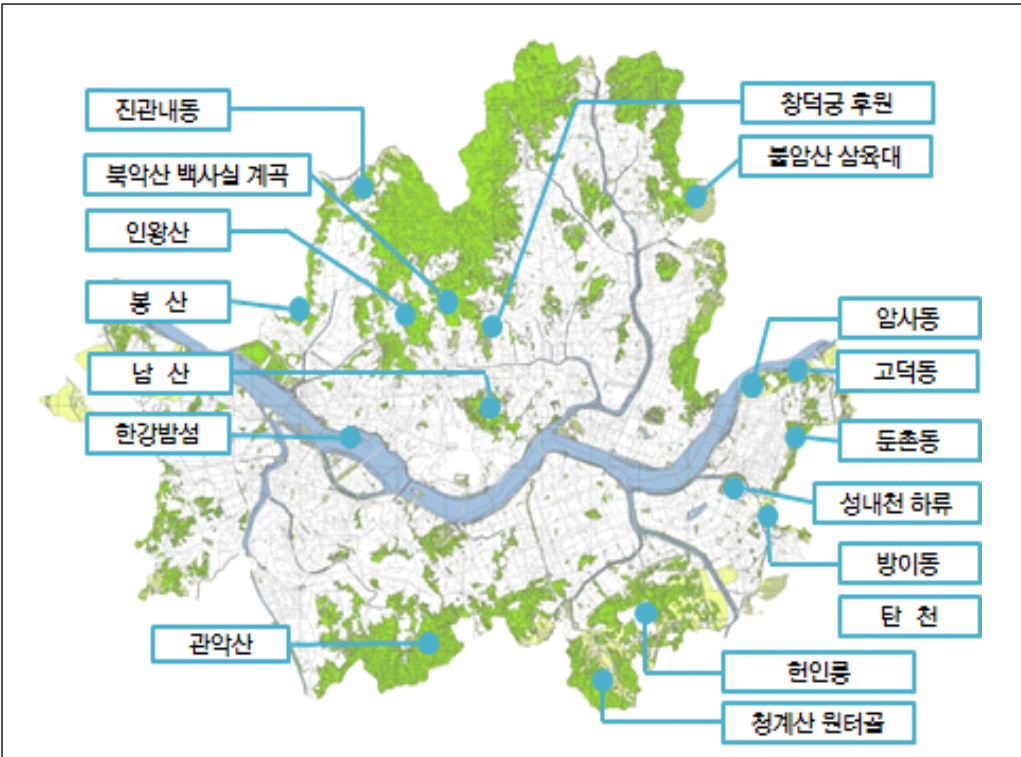 진관내동
북악산 백사실 계곡
인왕산
봉 산
남 산
한강밤섬
관악산
창덕궁 후원
불암산 삼육대
암사동
고덕동
둔촌동
성내천 하류
방이동
탄 천
헌인릉
청계산 원터골